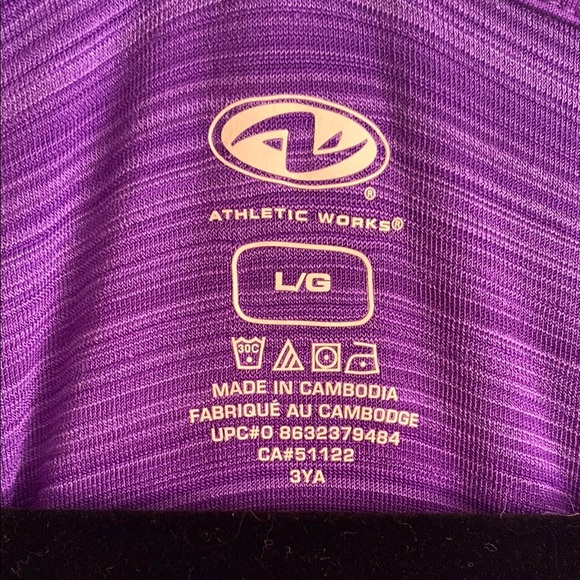 ®
ATHLETIC WORKS®
L/G
30C
MADE IN CAMBODIA
FABRIQUÉ AU CAMBODGE
UPC#0 8632379484
CA#51122
3YA